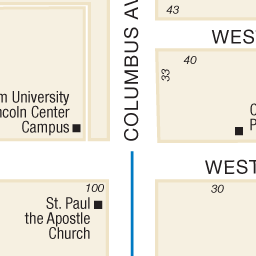 43
WES
40
33
m University
ncoln Center
Campus
COLUMBUS AV
WEST
100
30
St. Paul
the Apostle
Church